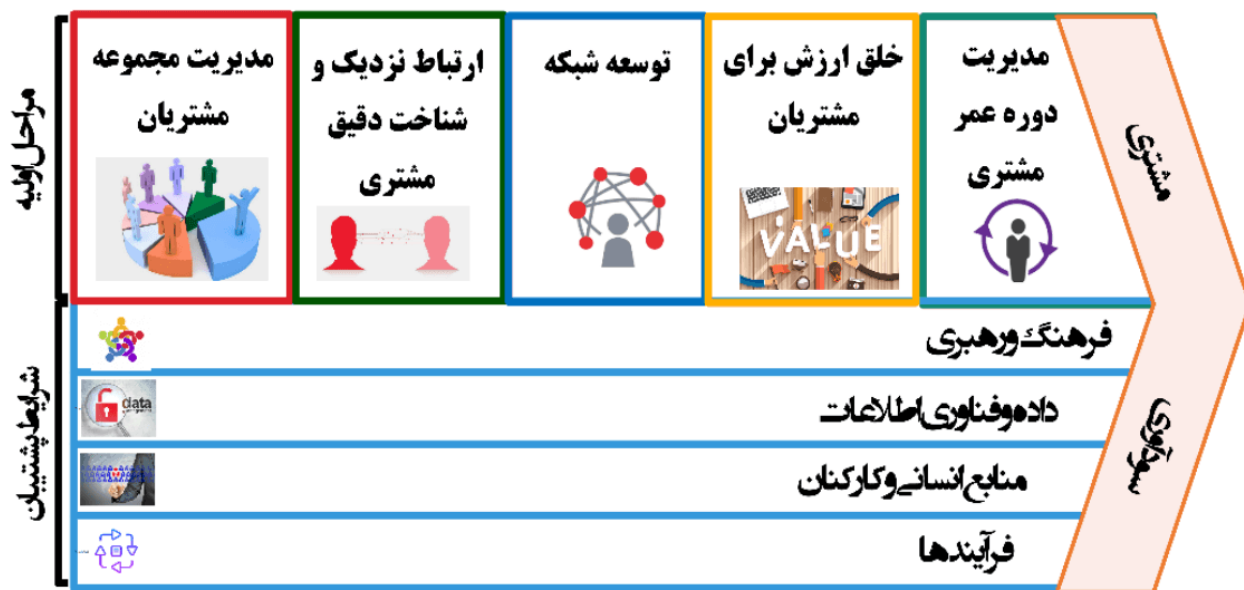 مراحل اولیه
مدیریت مجموعه
مشتریان
ارتباط نزدیک و
شناخت دقیق
مشتری
توسعه شبکه
خلق ارزش برای
مشتریان
VALUE
مدیریت
دوره عمر
مشتری
مشتری
شرایط پشتیبان
فرهنگ و رهبری
data
داده و فناوری اطلاعات
منابع انسانی و کارکنان
فرآیندها
سودآوری